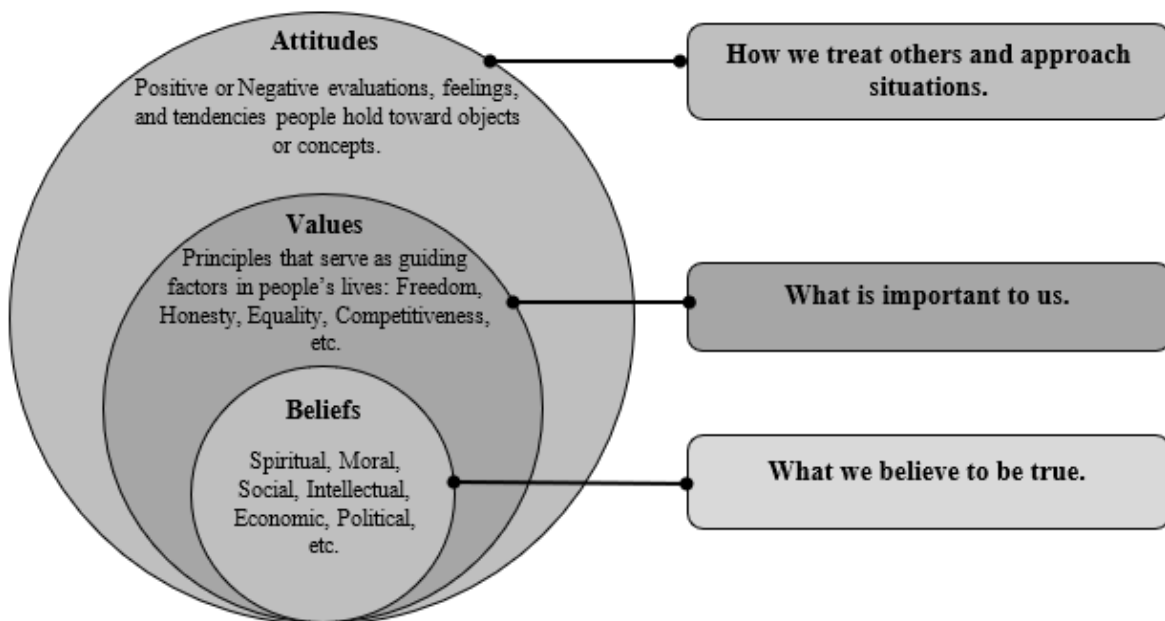 Attitudes
Positive or Negative evaluations, feelings,
and tendencies people hold toward objects
or concepts.
How we treat others and approach
situations.
Values
Principles that serve as guiding
factors in people’s lives: Freedom,
Honesty, Equality, Competitiveness,
etc.
What is important to us.
Beliefs
Spiritual, Moral,
Social, Intellectual,
Economic, Political,
etc.
What we believe to be true.